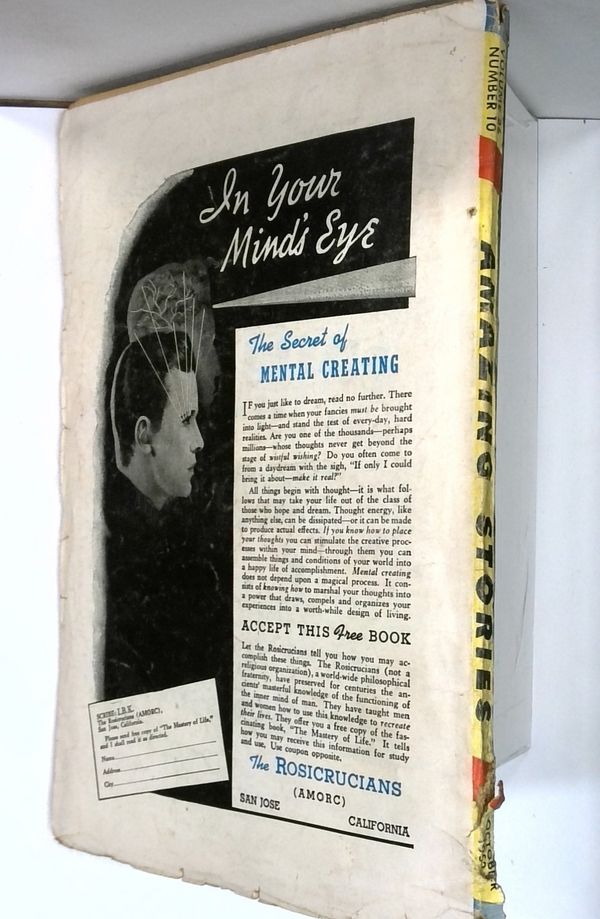 In Your
Mind's Eye
The Secret of
MENTAL CREATING
IF you just like to dream, read no further. There
comes a time when your fancies must be brought
into light—and stand the test of every-day, hard
realities. Are you one of the thousands—perhaps
millions—whose thoughts never get beyond the
stage of wistful wishing? Do you often come to
from a daydream with the sigh, "If only I could
bring it about—make it real?"
All things begin with thought—it is what fol-
lows that may take your life out of the class of
those who hope and dream. Thought energy, like
anything else, can be dissipated—or it can be made
to produce actual effects. If you know how to place
your thoughts you can stimulate the creative proc-
esses within your mind—through them you can
assemble things and conditions of your world into
a happy life of accomplishment. Mental creating
does not depend upon a magical process. It con-
sists of knowing how to marshal your thoughts into
a power that draws, compels and organizes your
experiences into a worth-while design of living.
ACCEPT THIS Free BOOK
Let the Rosicrucians tell you how you may ac-
complish these things. The Rosicrucians (not a
religious organization), a world-wide philosophical
fraternity, have preserved for centuries the an-
cients' masterful knowledge of the functioning of
the inner mind of man. They have taught men
and women how to use this knowledge to recreate
their lives. They offer you a free copy of the fas-
cinating book, "The Mastery of Life." It tells
how you may receive this information for study
and use. Use coupon opposite.
The ROSICRUCIANS
(AMORC)
SAN JOSE
CALIFORNIA
SCRIBE: I.B.K.
The Rosicrucians (AMORC),
San Jose, California.
Please send free copy of "The Mastery of Life,"
and I shall read it as directed.
Name
Address
City
VOLUME 24
NUMBER 10
AMAZING STORIES
OCTOBER
1950